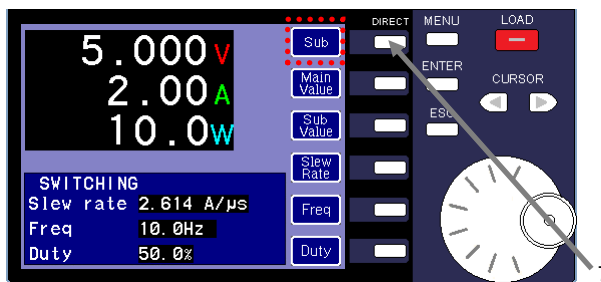 DIRECT MENU LOAD
5.000V
2.00A
10.0W
Sub
Main
Value
Sub
Value
Slew
Rate
Freq
Duty
ENTER
CURSOR
SWITCHING
Slew rate 2.614 A/µs
Freq 10.0Hz
Duty 50.0%